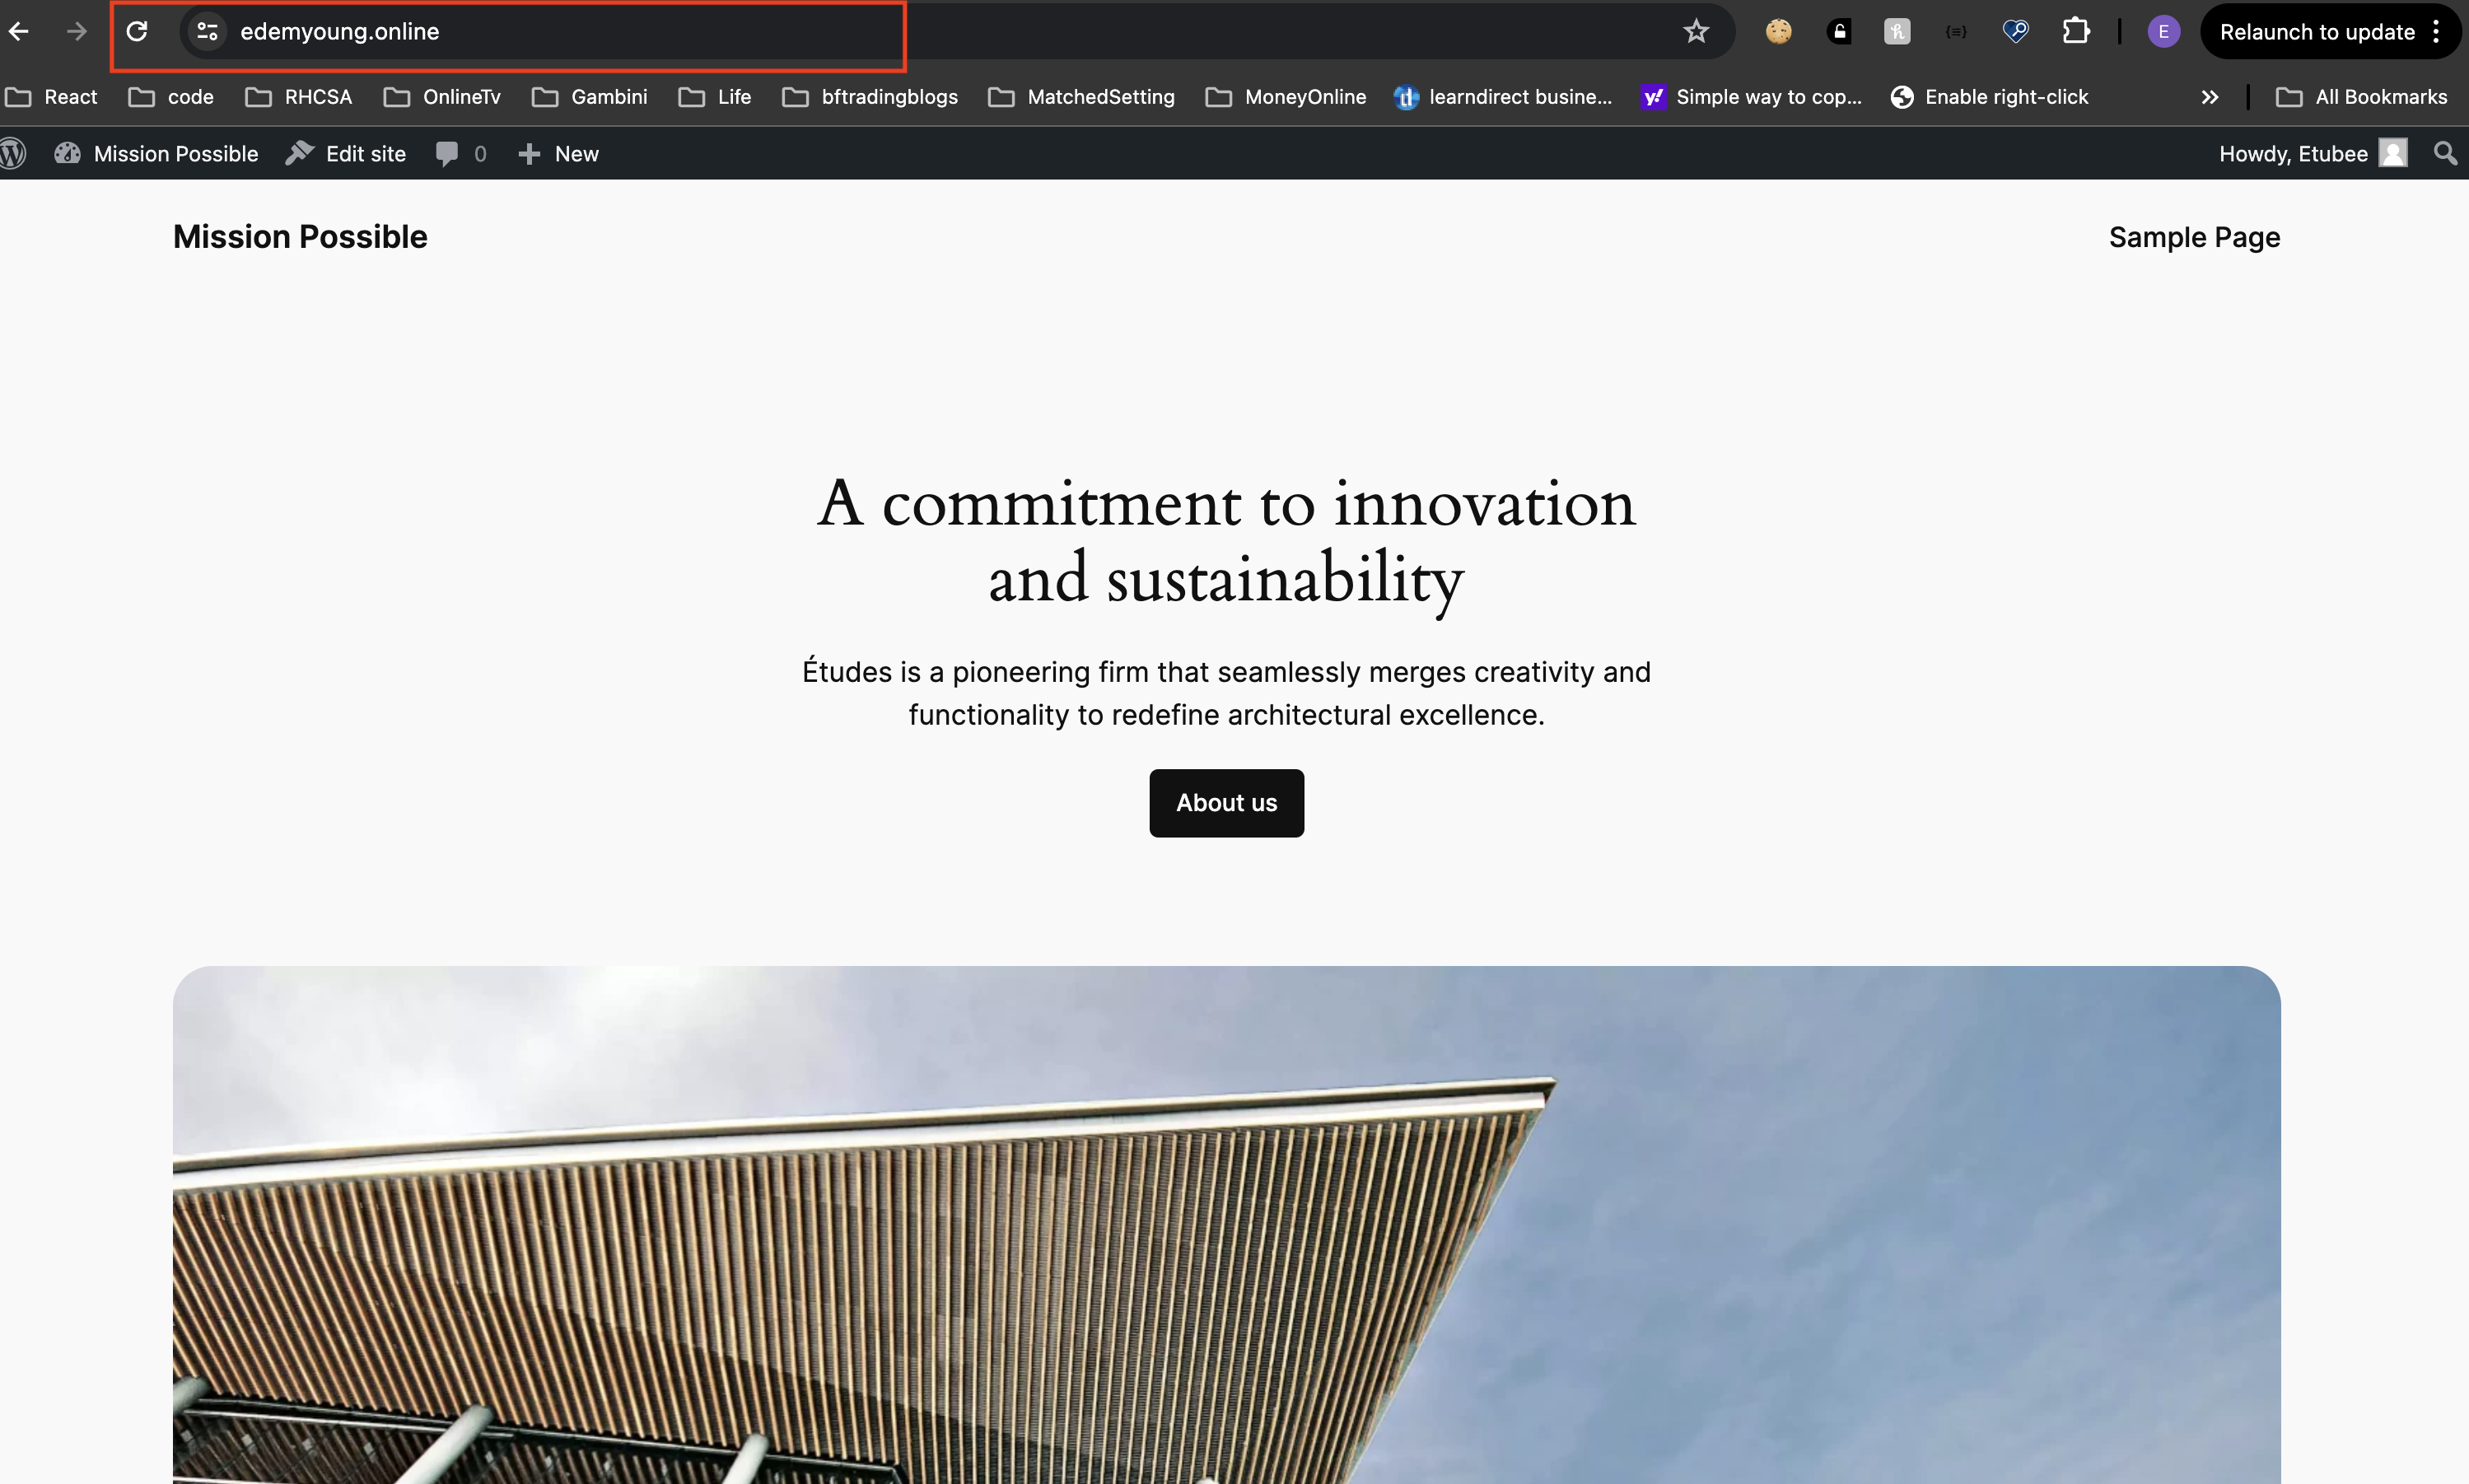 edemyoung.online
E
Relaunch to update
React code RHCSA OnlineTv Gambini Life bftradingblogs MatchedSetting MoneyOnline learndirect busine... Simple way to cop... Enable right-click All Bookmarks
Mission Possible Edit site 0 New Howdy, Etubee
Mission Possible Sample Page
A commitment to innovation
and sustainability
Études is a pioneering firm that seamlessly merges creativity and
functionality to redefine architectural excellence.
About us